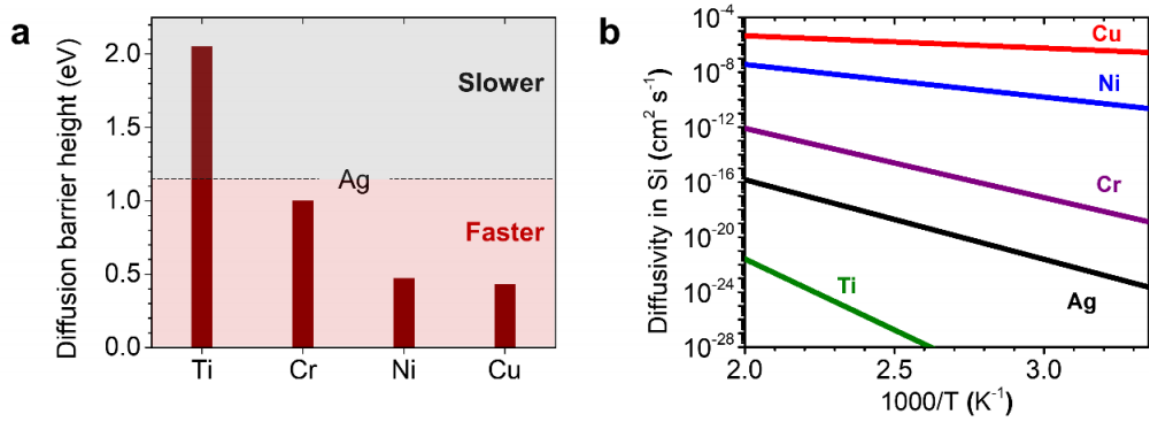 a
Diffusion barrier height (eV)
2.0
1.5
1.0
0.5
0.0
Slower
Ag
Faster
Ti Cr Ni Cu
b
Diffusivity in Si (cm² s⁻¹)
10⁻⁴
10⁻⁸
10⁻¹²
10⁻¹⁶
10⁻²⁰
10⁻²⁴
10⁻²⁸
Cu
Ni
Cr
Ti
Ag
2.0 2.5 3.0
1000/T (K⁻¹)